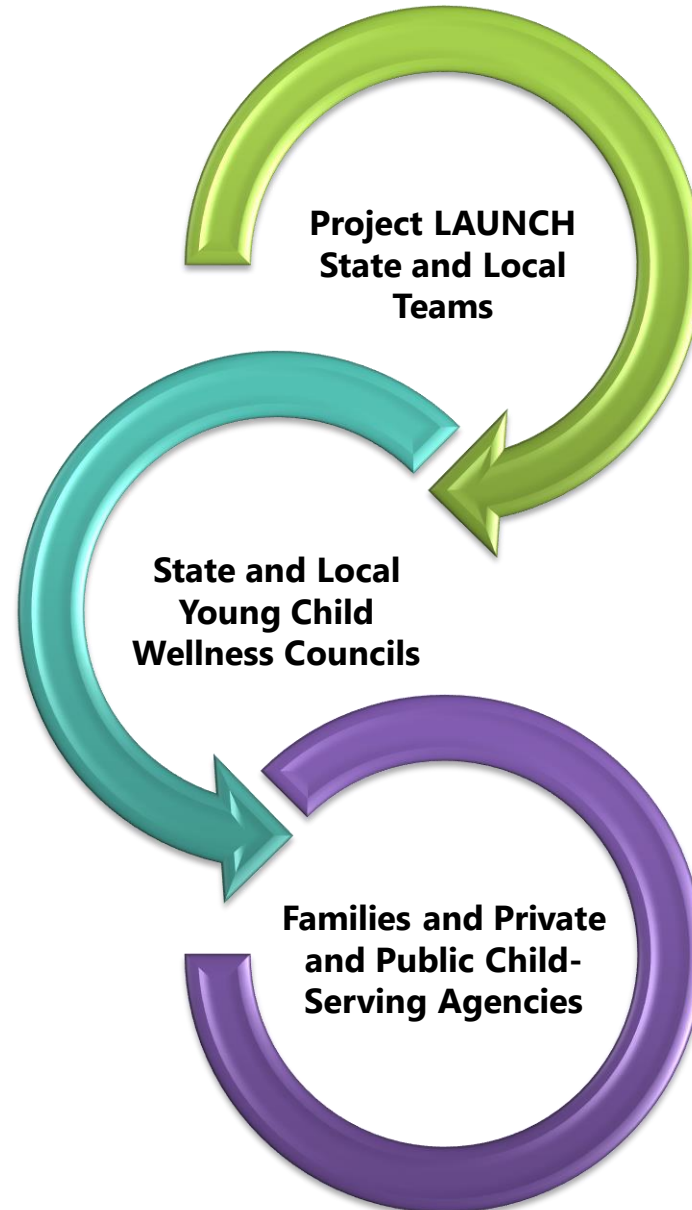 Project LAUNCH
State and Local
Teams
State and Local
Young Child
Wellness Councils
Families and Private
and Public Child-
Serving Agencies